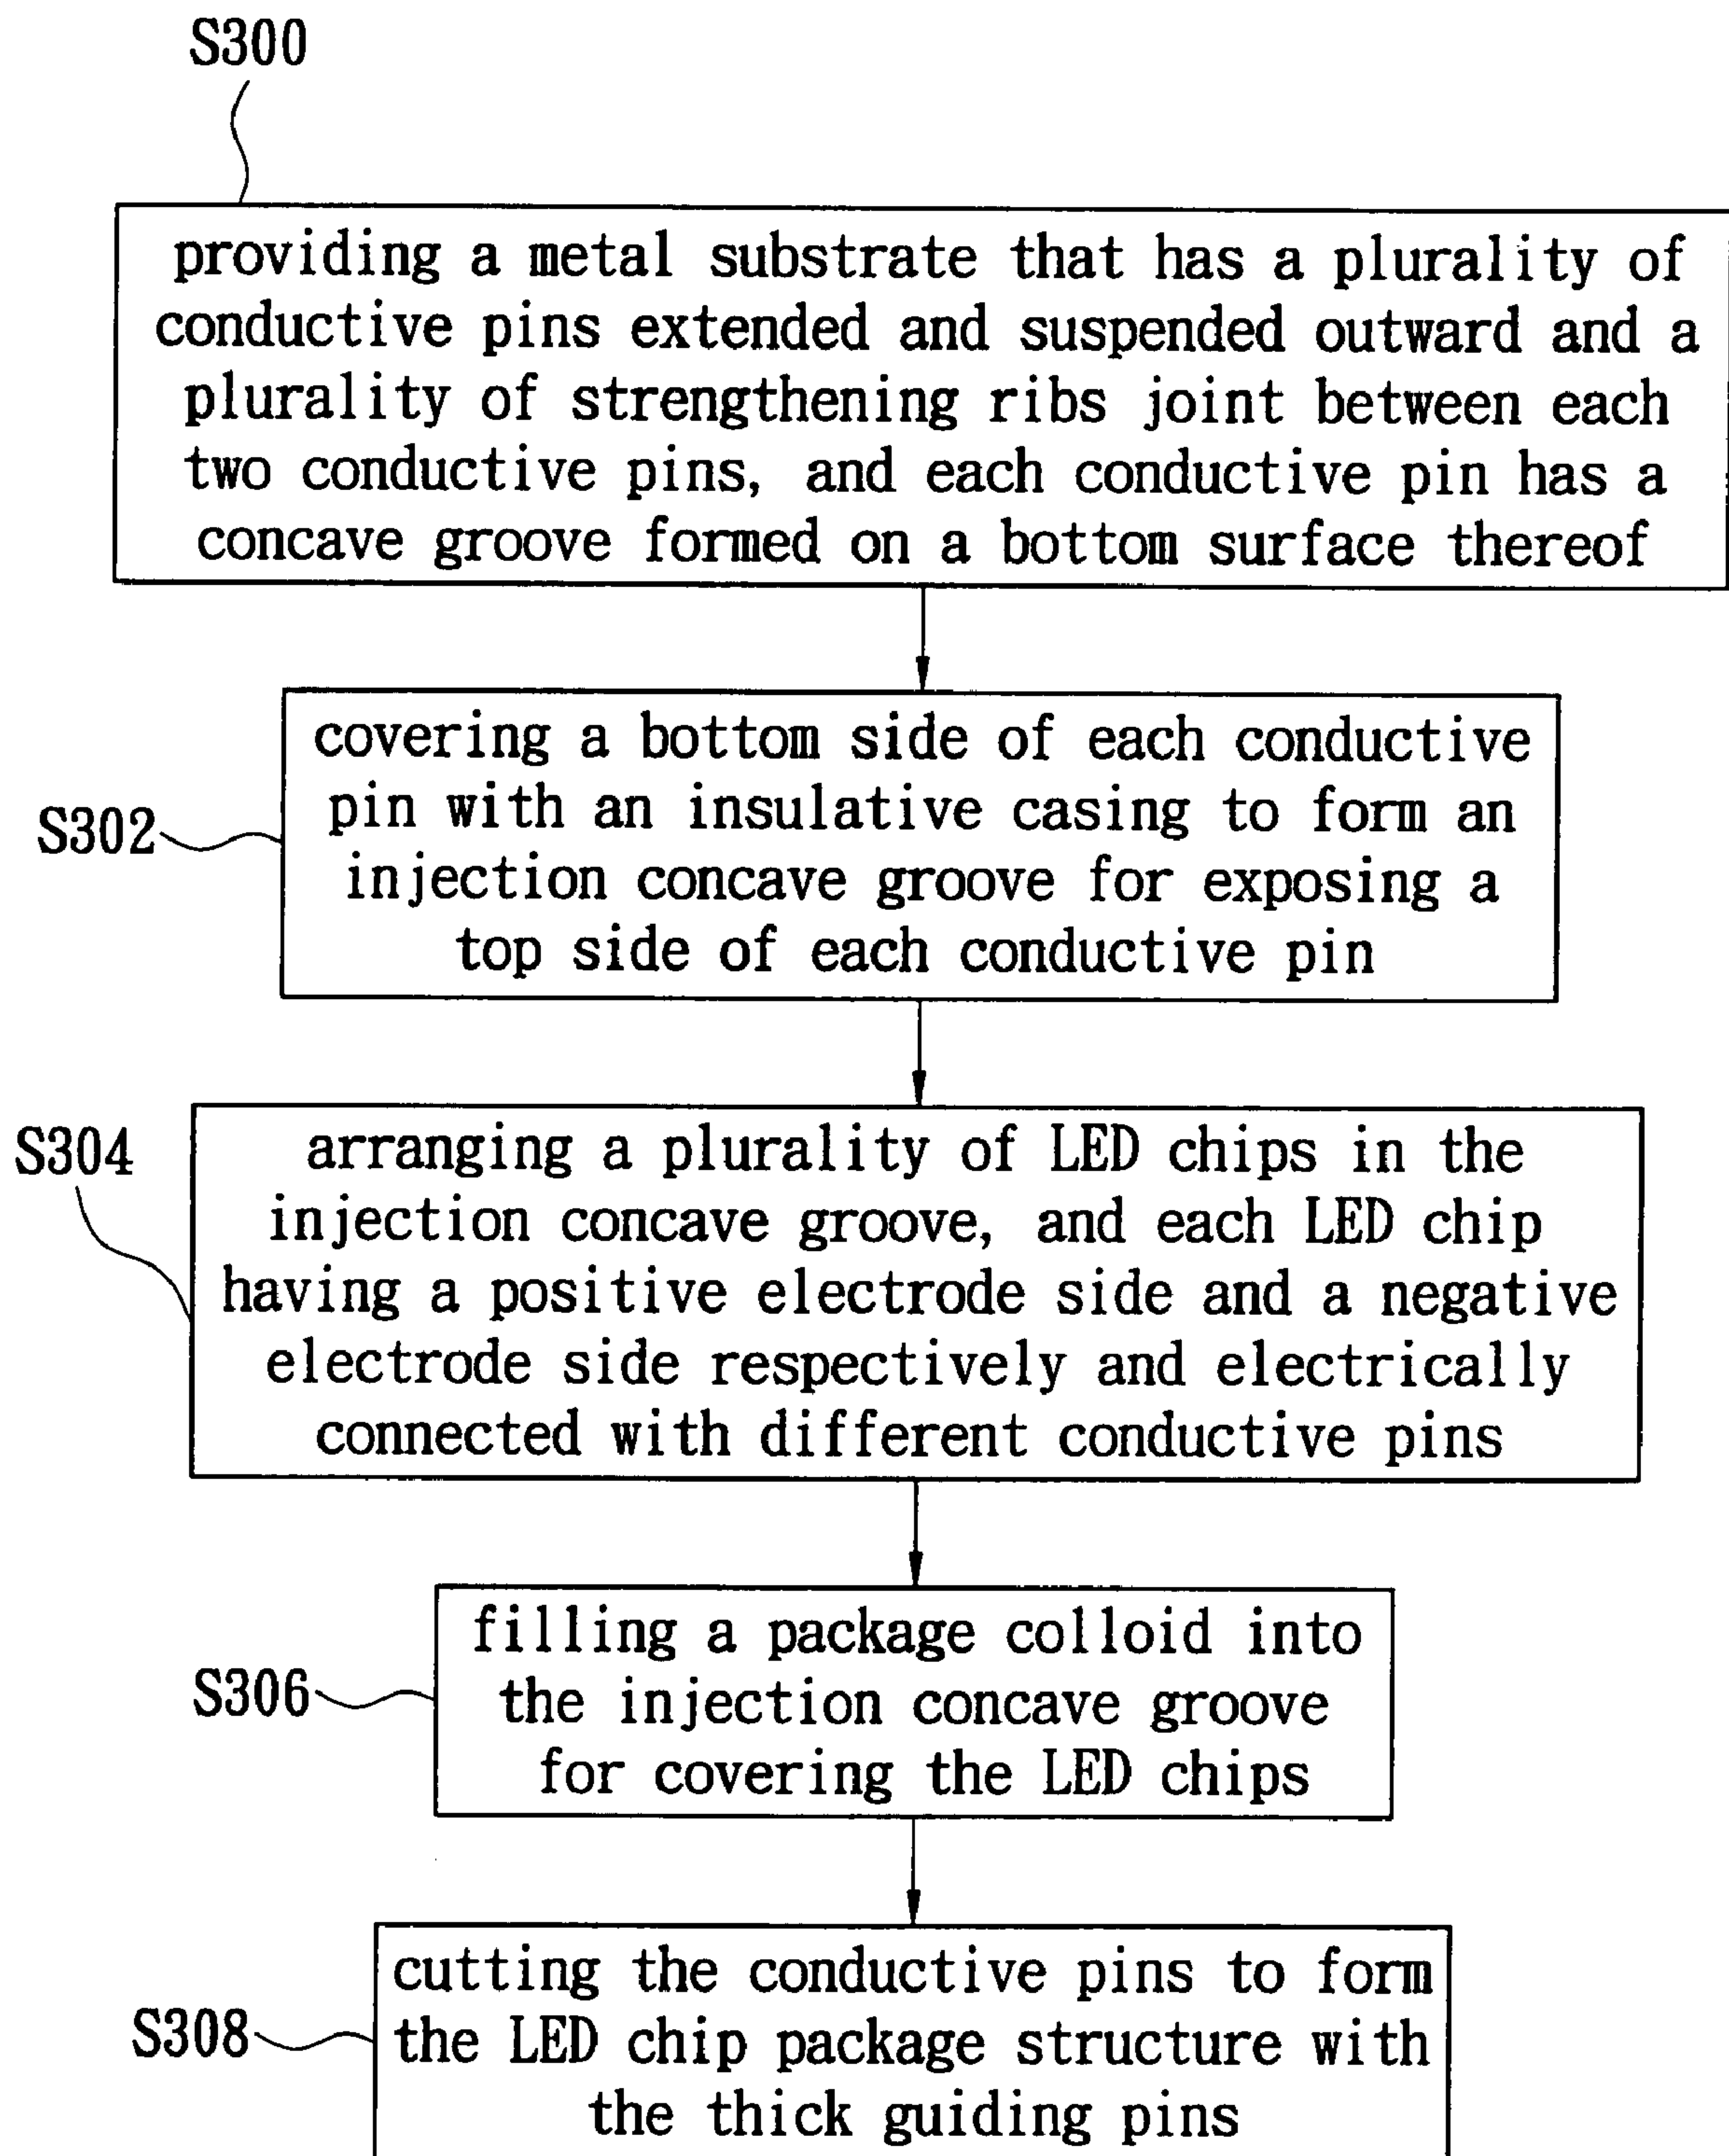 S300
providing a metal substrate that has a plurality of
conductive pins extended and suspended outward and a
plurality of strengthening ribs joint between each
two conductive pins, and each conductive pin has a
concave groove formed on a bottom surface thereof
S302
covering a bottom side of each conductive
pin with an insulative casing to form an
injection concave groove for exposing a
top side of each conductive pin
S304
arranging a plurality of LED chips in the
injection concave groove, and each LED chip
having a positive electrode side and a negative
electrode side respectively and electrically
connected with different conductive pins
S306
filling a package colloid into
the injection concave groove
for covering the LED chips
S308
cutting the conductive pins to form
the LED chip package structure with
the thick guiding pins